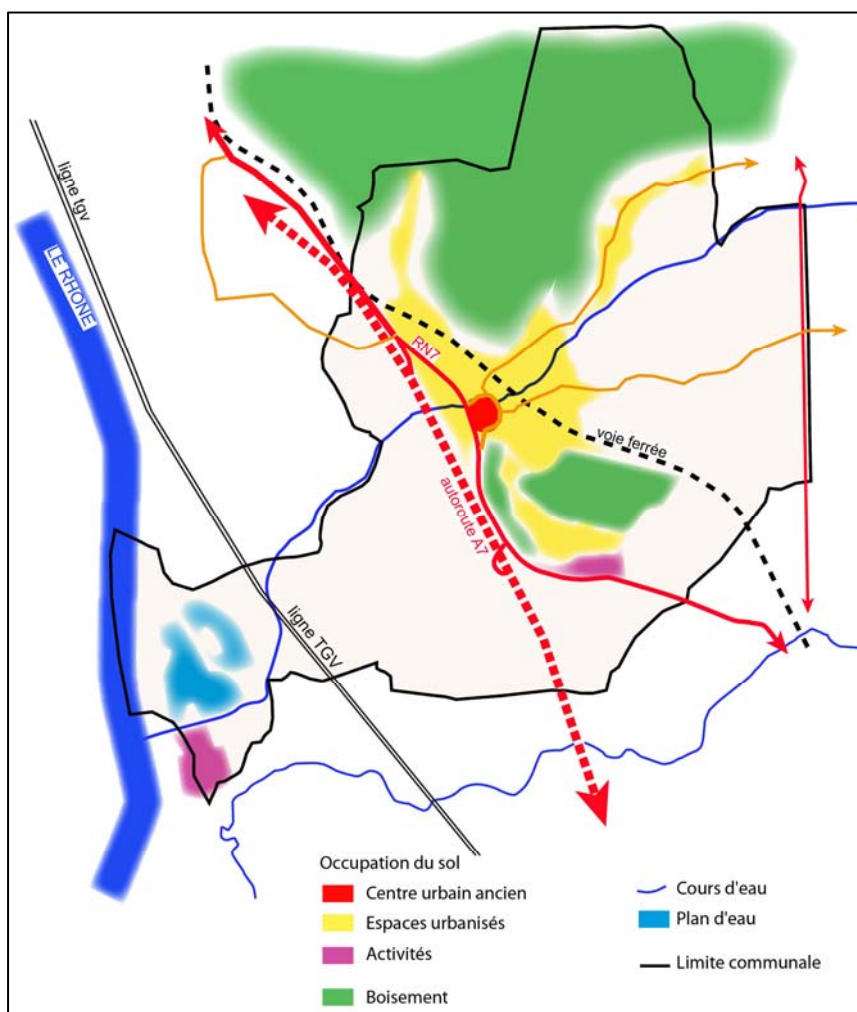 ligne tgv
LE RHONE
RN7
voie ferrée
autoroute A7
ligne TGV
Occupation du sol
Centre urbain ancien
Espaces urbanisés
Activités
Boisement
Cours d'eau
Plan d'eau
Limite communale